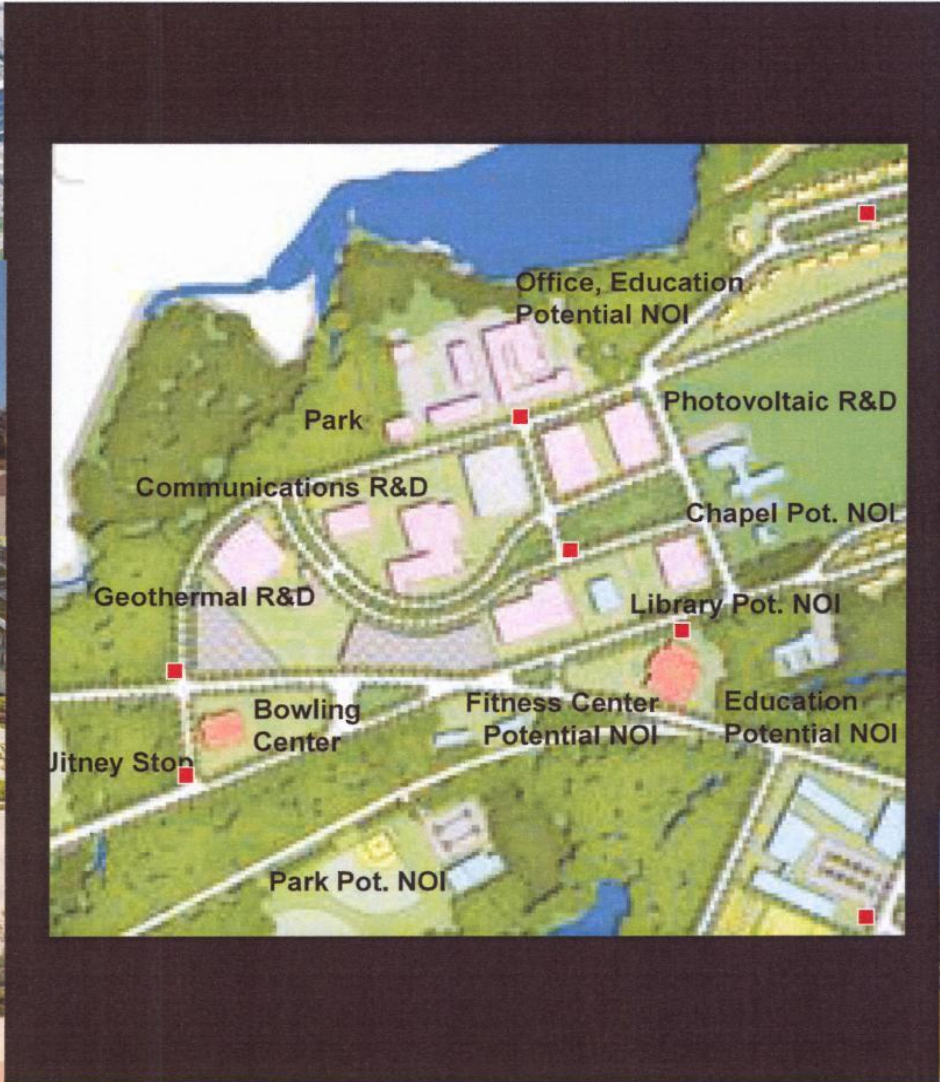 Office, Education
Potential NOI
Photovoltaic R&D
Park
Communications R&D
Chapel Pot. NOI
Geothermal R&D
Library Pot. NOI
Bowling
Center
Fitness Center
Potential NOI
Education
Potential NOI
Jitney Stop
Park Pot. NOI